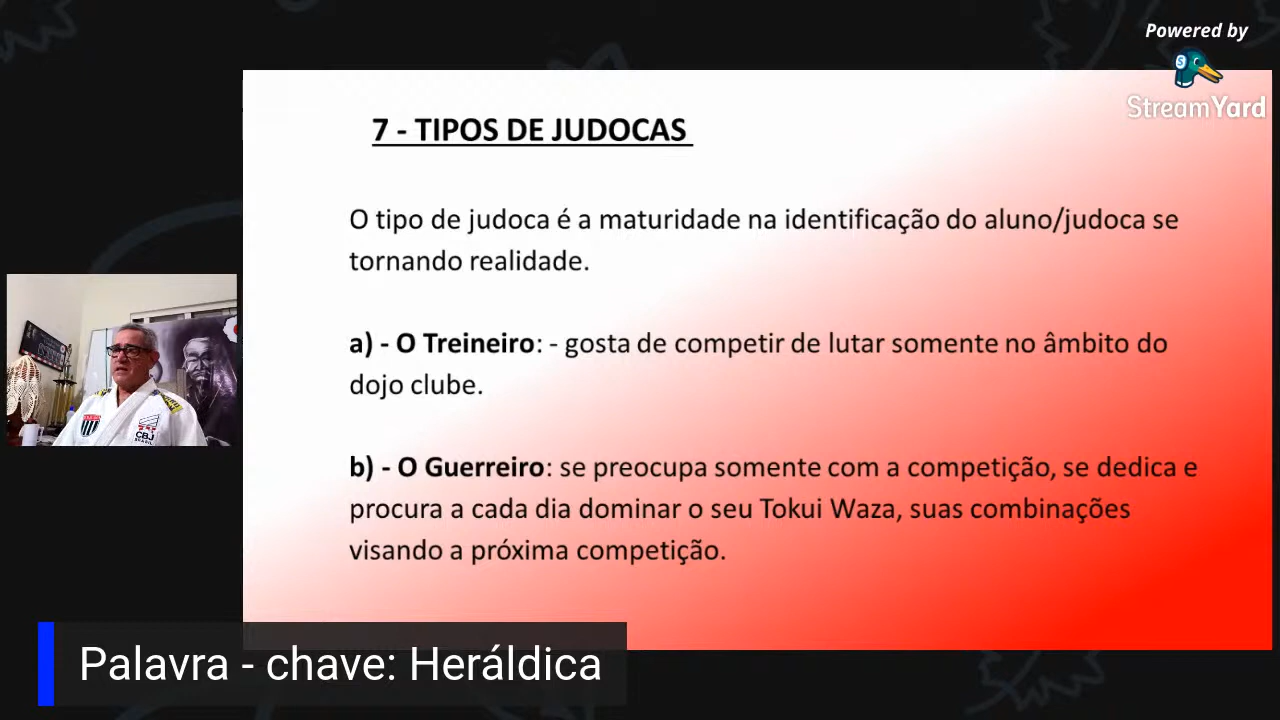 Powered by
StreamYard
7 - TIPOS DE JUDOCAS
O tipo de judoca é a maturidade na identificação do aluno/judoca se
tornando realidade.
a) - O Treineiro: - gosta de competir de lutar somente no âmbito do
dojo clube.
b) - O Guerreiro: se preocupa somente com a competição, se dedica e
procura a cada dia dominar o seu Tokui Waza, suas combinações
visando a próxima competição.
CBJ
BRASIL
Palavra - chave: Heráldica